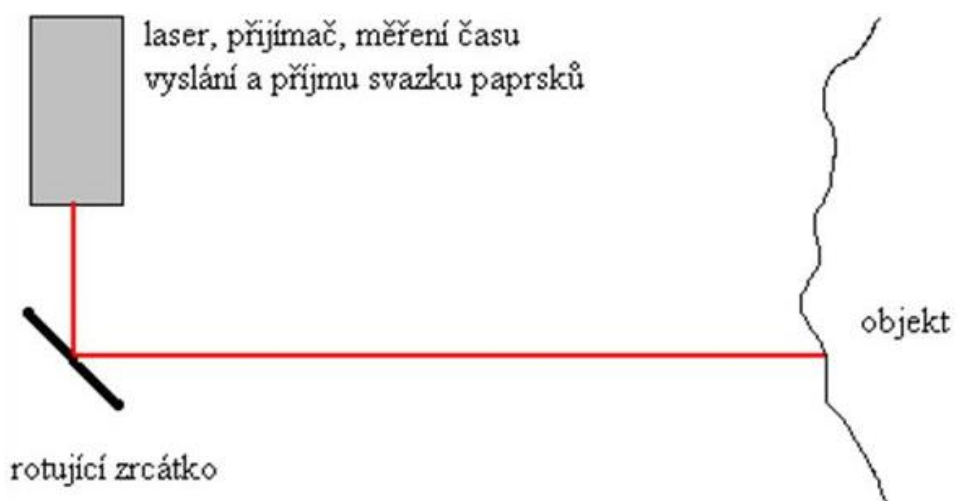 laser, přijímač, měření času
vyslání a příjmu svazku paprsků
objekt
rotující zrcátko